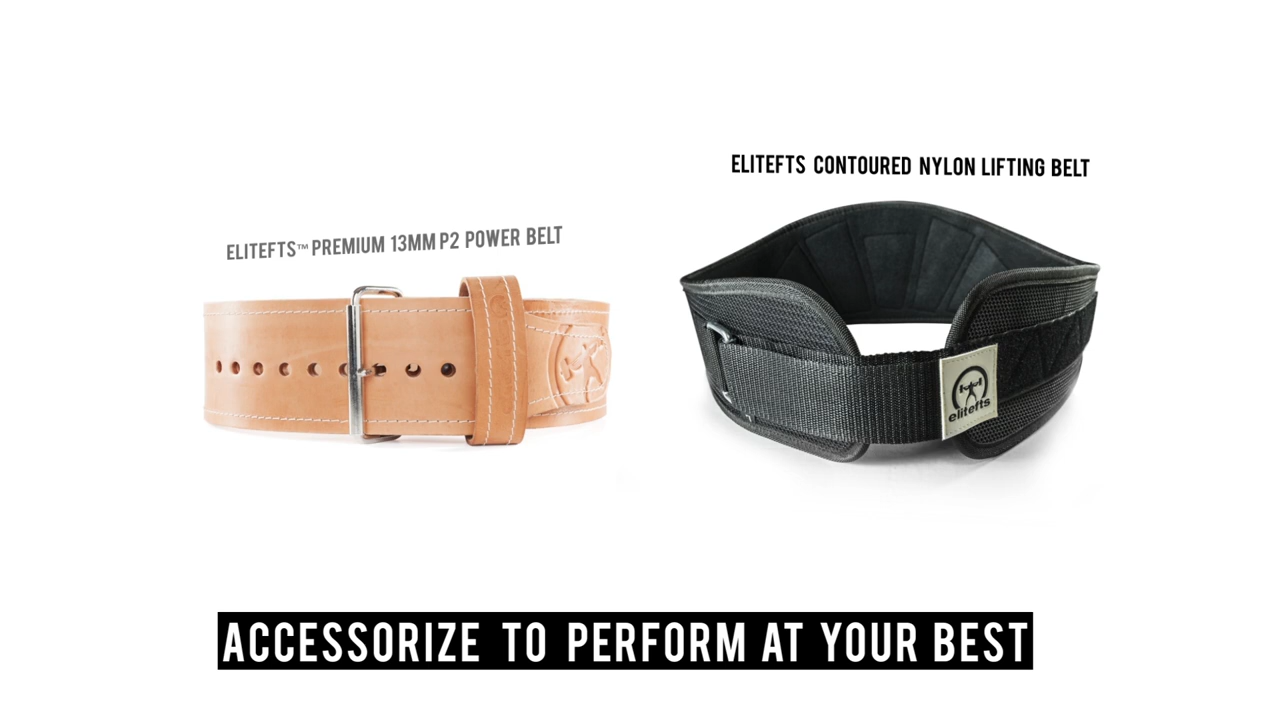 ELITEFTS™ PREMIUM 13MM P2 POWER BELT
ELITEFTS CONTOURED NYLON LIFTING BELT
elitefts
ACCESSORIZE TO PERFORM AT YOUR BEST